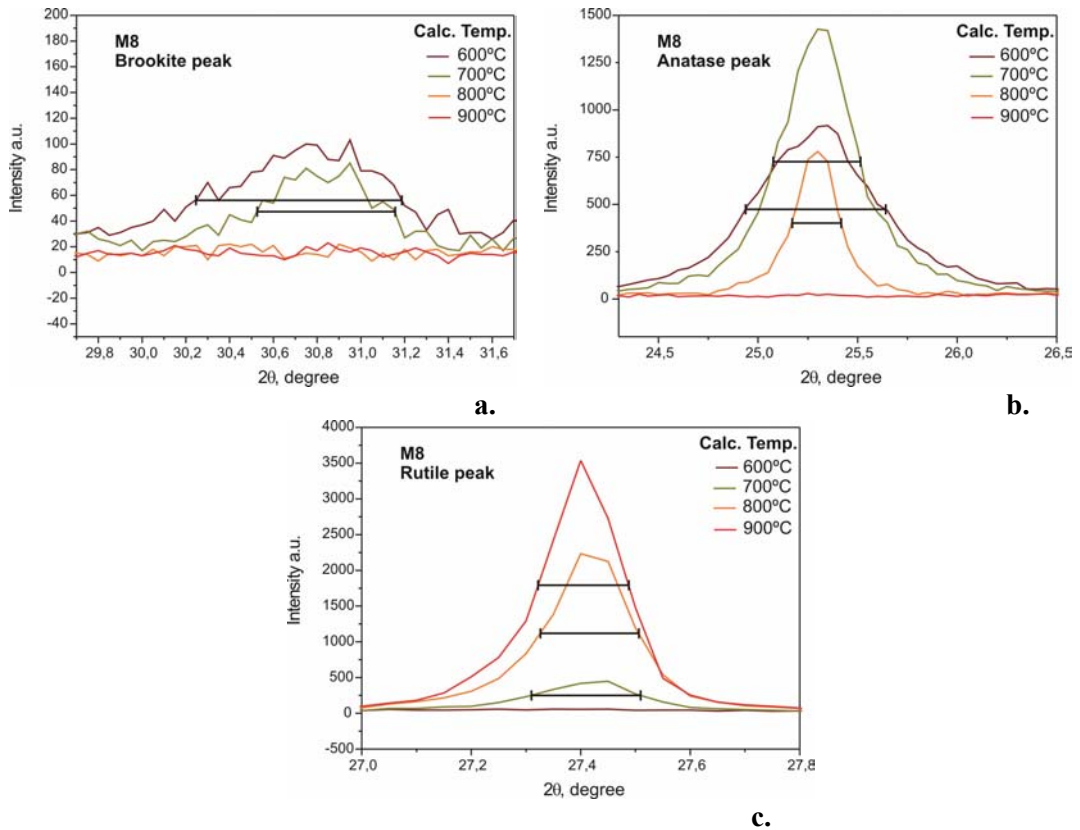 M8
Brookite peak
Calc. Temp.
600ºC
700ºC
800ºC
900ºC
Intensity a.u.
200
180
160
140
120
100
80
60
40
20
0
-20
-40
29,8 30,0 30,2 30,4 30,6 30,8 31,0 31,2 31,4 31,6
2θ, degree
a.
M8
Anatase peak
Calc. Temp.
600ºC
700ºC
800ºC
900ºC
Intensity a.u.
1500
1250
1000
750
500
250
0
24,5 25,0 25,5 26,0 26,5
2θ, degree
b.
M8
Rutile peak
Calc. Temp.
600ºC
700ºC
800ºC
900ºC
Intensity a.u.
4000
3500
3000
2500
2000
1500
1000
500
0
-500
27,0 27,2 27,4 27,6 27,8
2θ, degree
c.